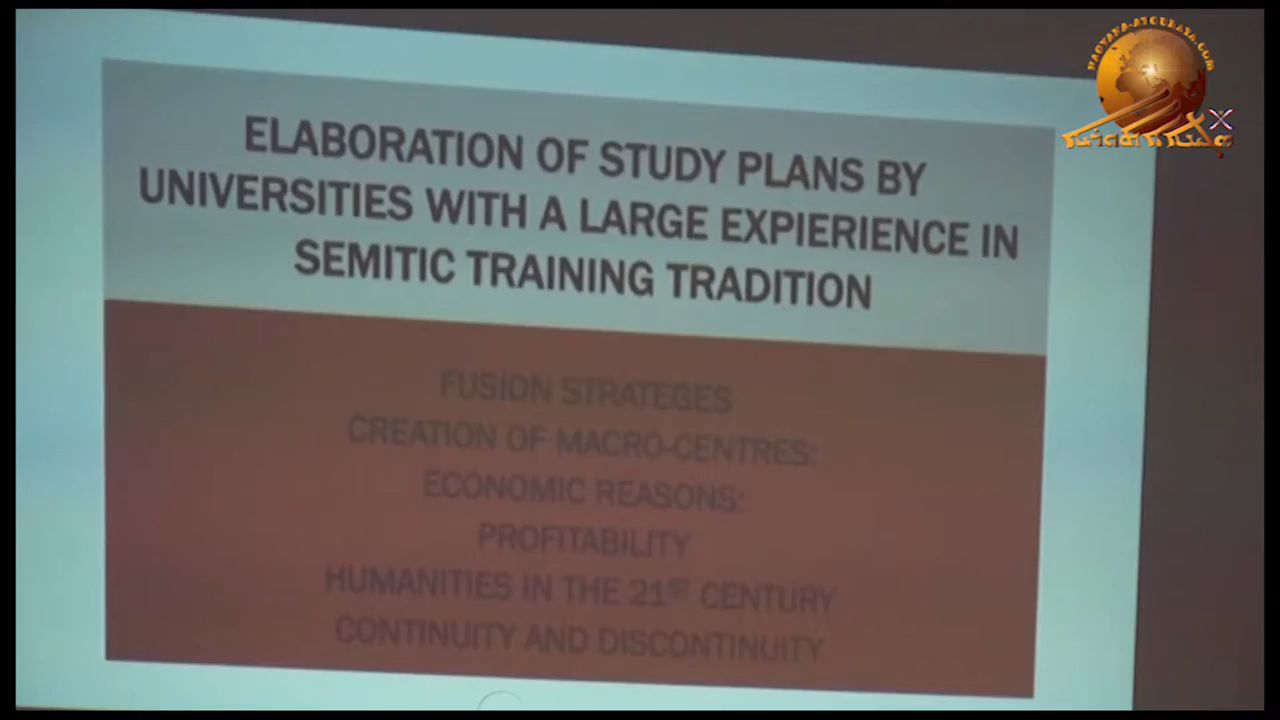 ELABORATION OF STUDY PLANS BY
UNIVERSITIES WITH A LARGE EXPIERIENCE IN
SEMITIC TRAINING TRADITION
FUSION STRATEGES
CREATION OF MACRO-CENTRES:
ECONOMIC REASONS:
PROFITABILITY
HUMANITIES IN THE 21ST CENTURY
CONTINUITY AND DISCONTINUITY